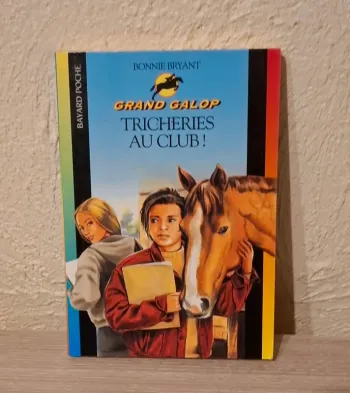 BONNIE BRYANT
GRAND GALOP
TRICHERIES
AU CLUB !
BAYARD POCHE